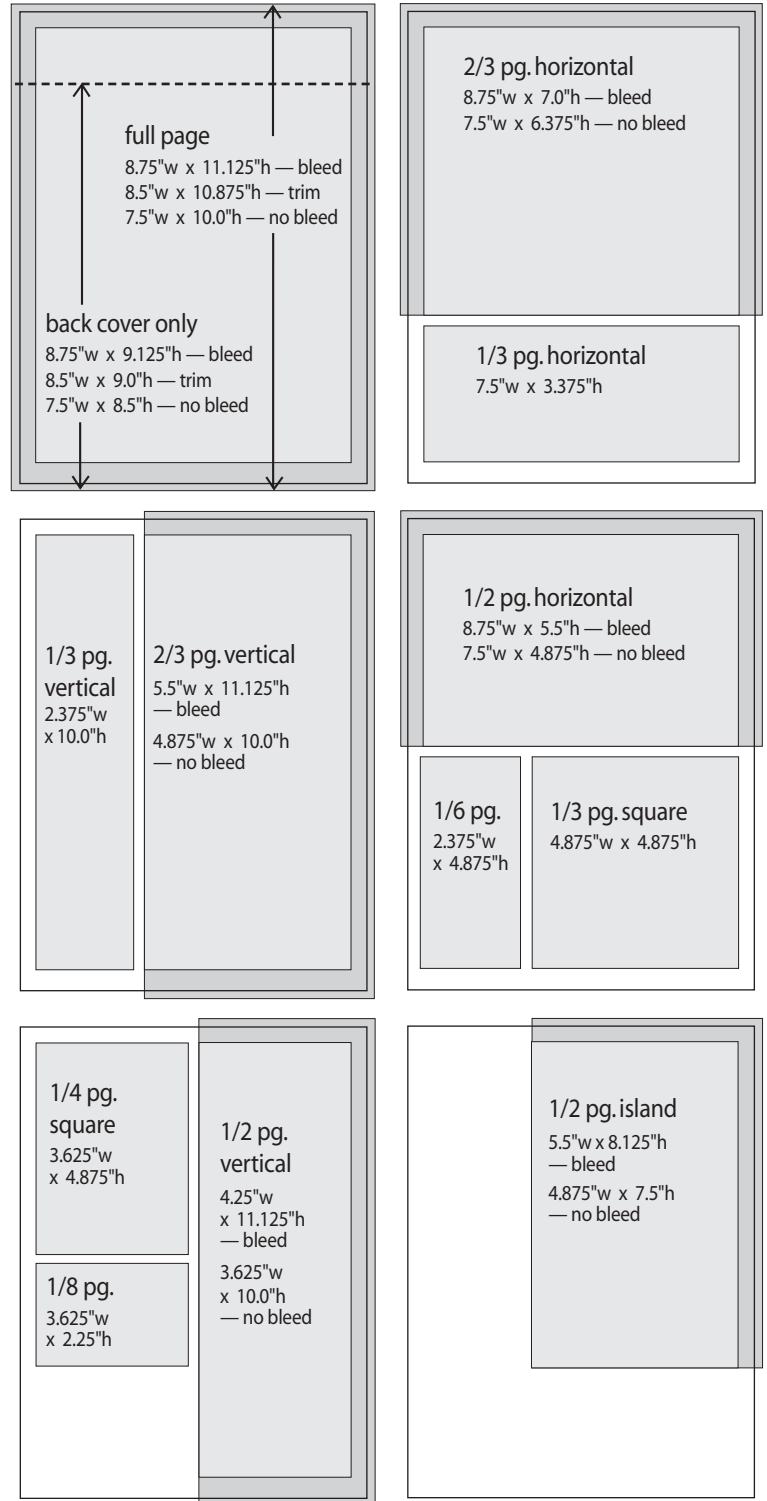 full page
8.75"w x 11.125"h — bleed
8.5"w x 10.875"h — trim
7.5"w x 10.0"h — no bleed
back cover only
8.75"w x 9.125"h — bleed
8.5"w x 9.0"h — trim
7.5"w x 8.5"h — no bleed
2/3 pg. horizontal
8.75"w x 7.0"h — bleed
7.5"w x 6.375"h — no bleed
1/3 pg. horizontal
7.5"w x 3.375"h
1/3 pg.
vertical
2.375"w
x 10.0"h
2/3 pg. vertical
5.5"w x 11.125"h
— bleed
4.875"w x 10.0"h
— no bleed
1/2 pg. horizontal
8.75"w x 5.5"h — bleed
7.5"w x 4.875"h — no bleed
1/6 pg.
2.375"w
x 4.875"h
1/3 pg. square
4.875"w x 4.875"h
1/4 pg.
square
3.625"w
x 4.875"h
1/8 pg.
3.625"w
x 2.25"h
1/2 pg.
vertical
4.25"w
x 11.125"h
— bleed
3.625"w
x 10.0"h
— no bleed
1/2 pg. island
5.5"w x 8.125"h
— bleed
4.875"w x 7.5"h
— no bleed